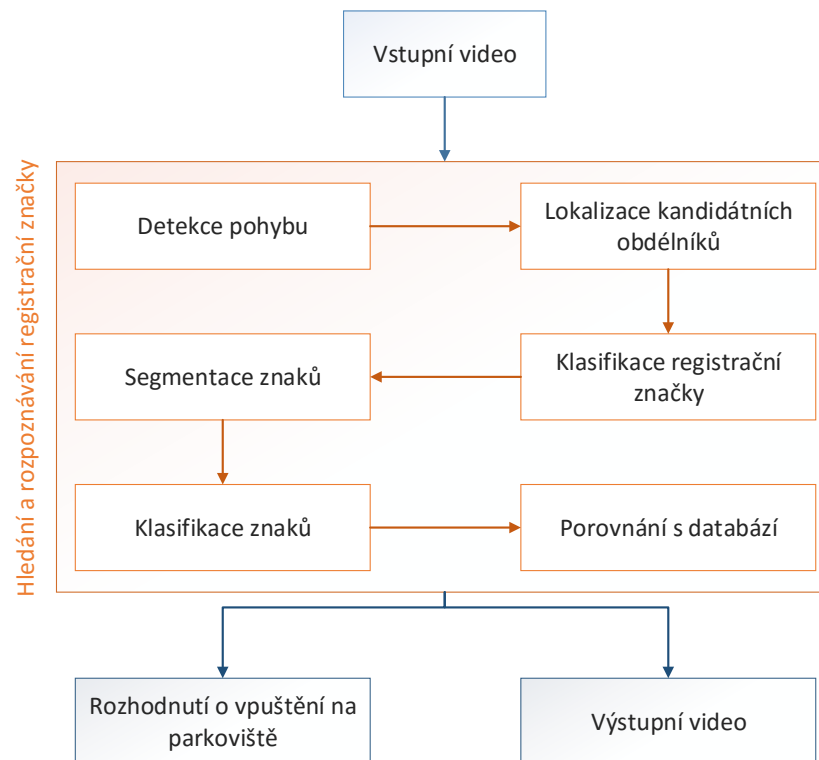 Vstupní video
Hledání a rozpoznávání registrační značky
Detekce pohybu
Lokalizace kandidátních
obdélníků
Klasifikace registrační
značky
Segmentace znaků
Klasifikace znaků
Porovnání s databází
Rozhodnutí o vpuštění na
parkoviště
Výstupní video